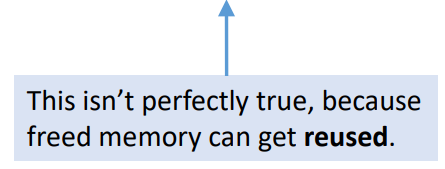 This isn’t perfectly true, because
freed memory can get reused.